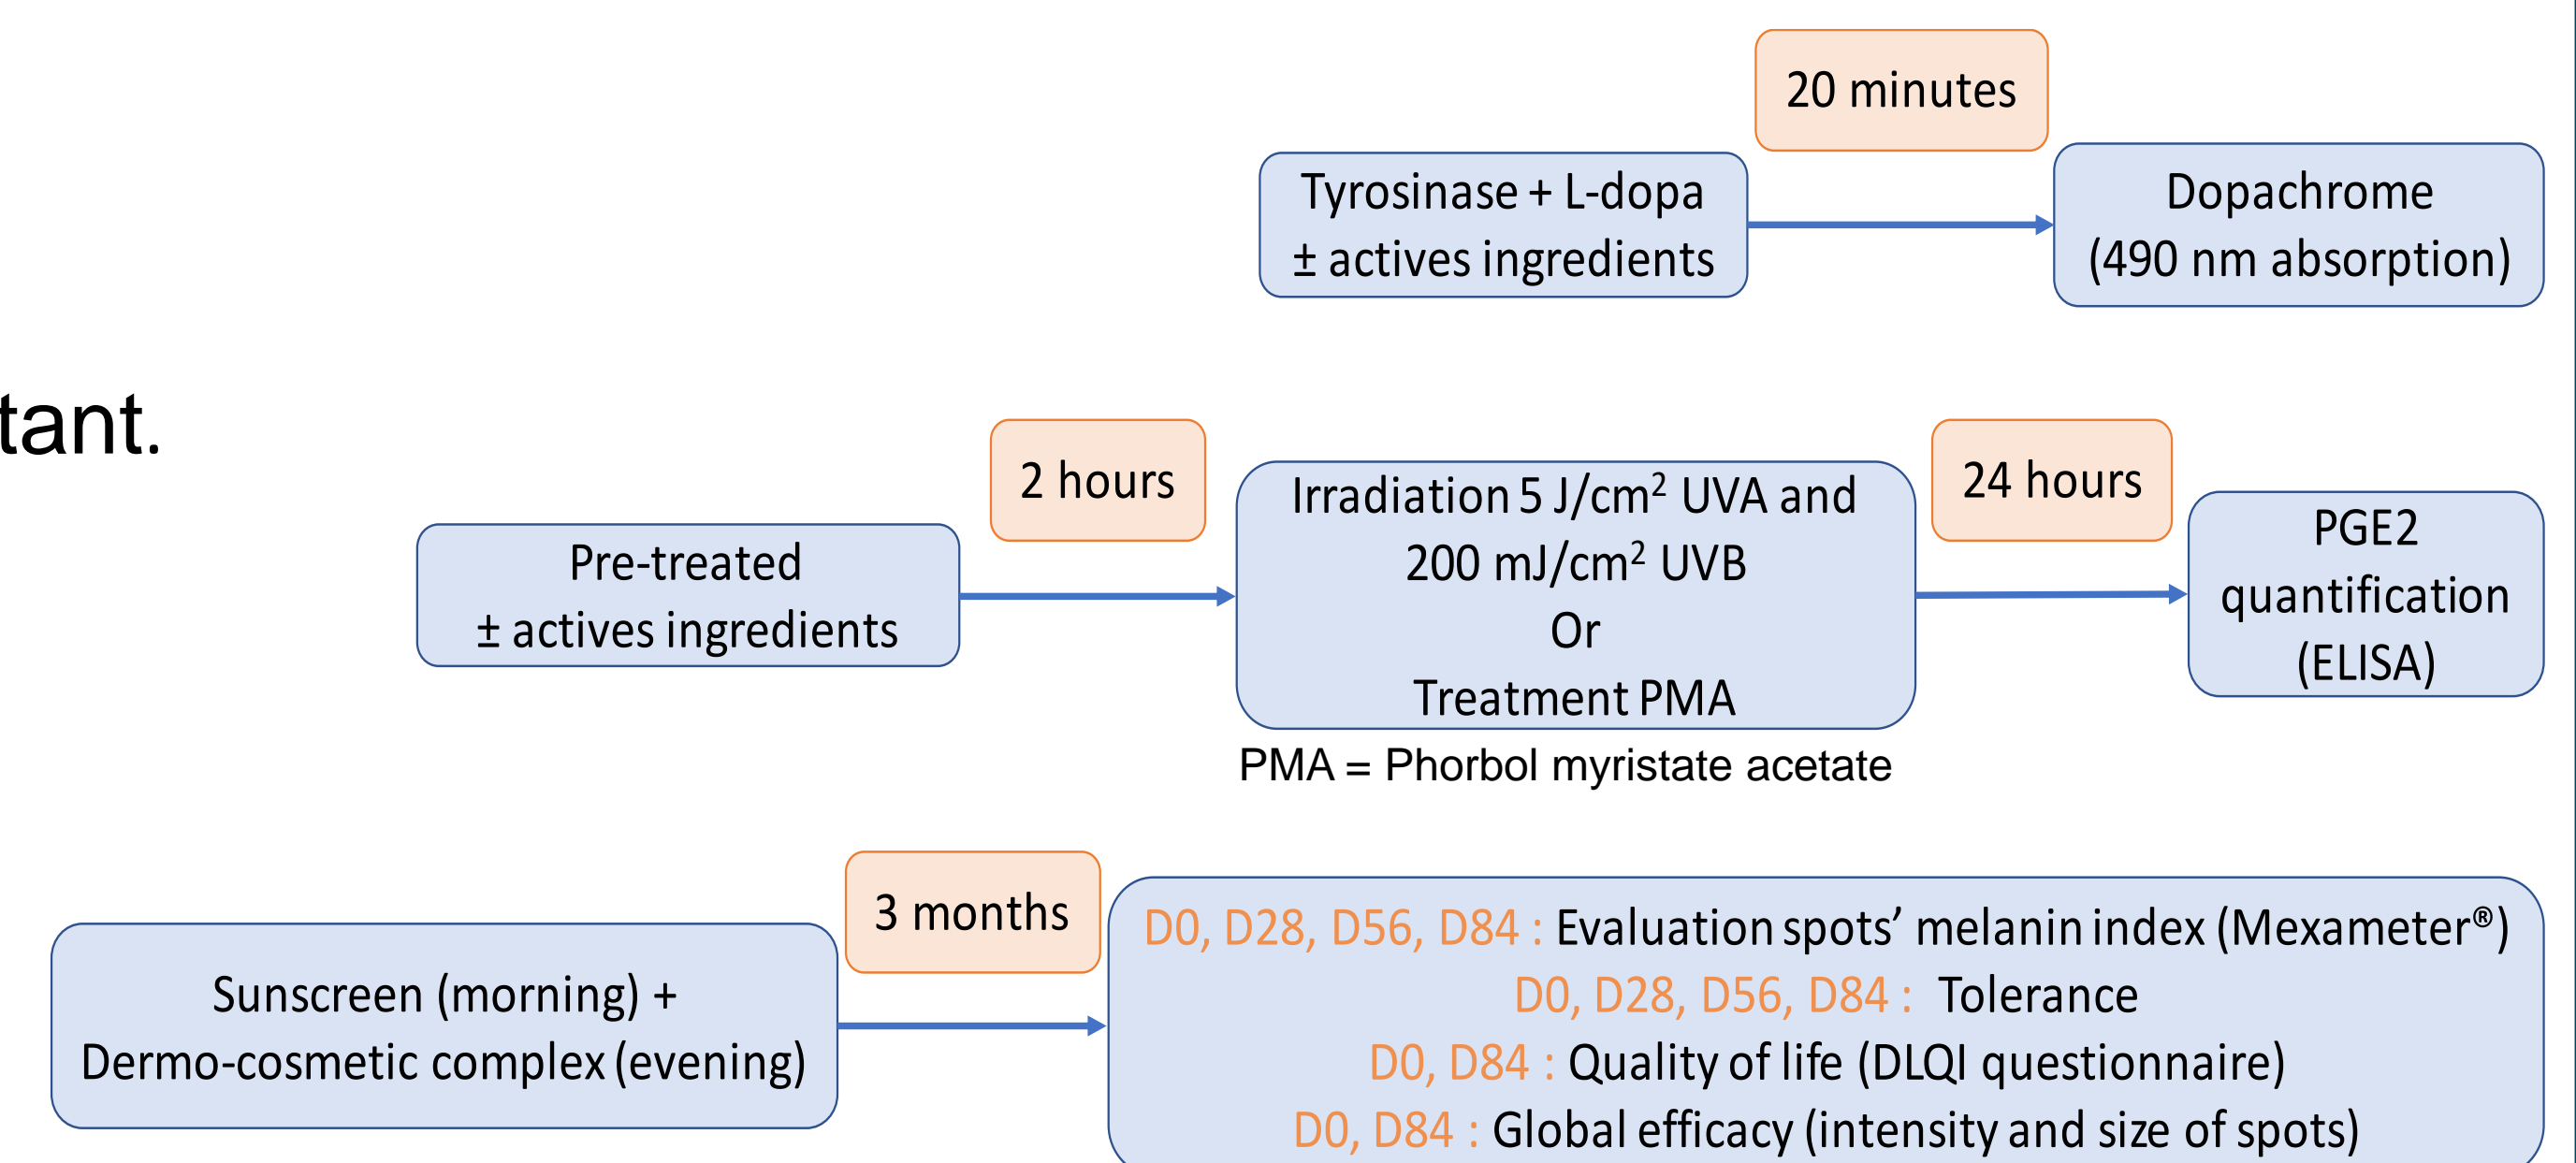 20 minutes
Tyrosinase + L-dopa
± actives ingredients
Dopachrome
(490 nm absorption)
tant.
2 hours
24 hours
Pre-treated
± actives ingredients
Irradiation 5 J/cm² UVA and
200 mJ/cm² UVB
Or
Treatment PMA
PGE2
quantification
(ELISA)
PMA = Phorbol myristate acetate
3 months
Sunscreen (morning) +
Dermo-cosmetic complex (evening)
D0, D28, D56, D84 : Evaluation spots’ melanin index (Mexameter®)
D0, D28, D56, D84 : Tolerance
D0, D84 : Quality of life (DLQI questionnaire)
D0, D84 : Global efficacy (intensity and size of spots)